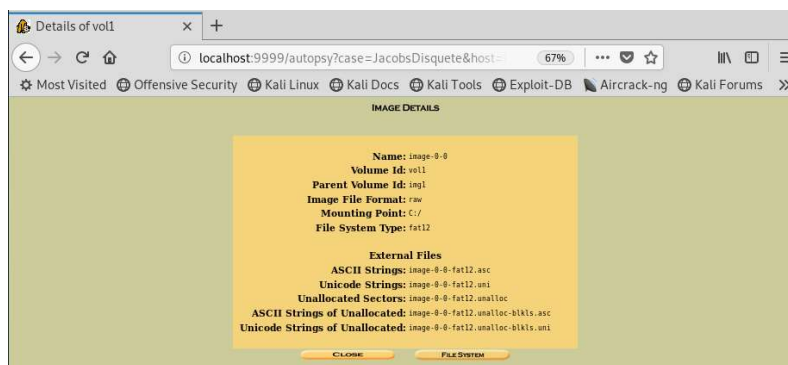 Details of vol1
localhost:9999/autopsy?case=JacobsDisquete&host=
67%
Most Visited Offensive Security Kali Linux Kali Docs Kali Tools Exploit-DB Aircrack-ng Kali Forums
IMAGE DETAILS
Name: image-0-0
Volume Id: vol1
Parent Volume Id: img1
Image File Format: raw
Mounting Point: C:/
File System Type: fat12
External Files
ASCII Strings: image-0-0-fat12.asc
Unicode Strings: image-0-0-fat12.uni
Unallocated Sectors: image-0-0-fat12.unalloc
ASCII Strings of Unallocated: image-0-0-fat12.unalloc-blkls.asc
Unicode Strings of Unallocated: image-0-0-fat12.unalloc-blkls.uni
CLOSE FILE SYSTEM